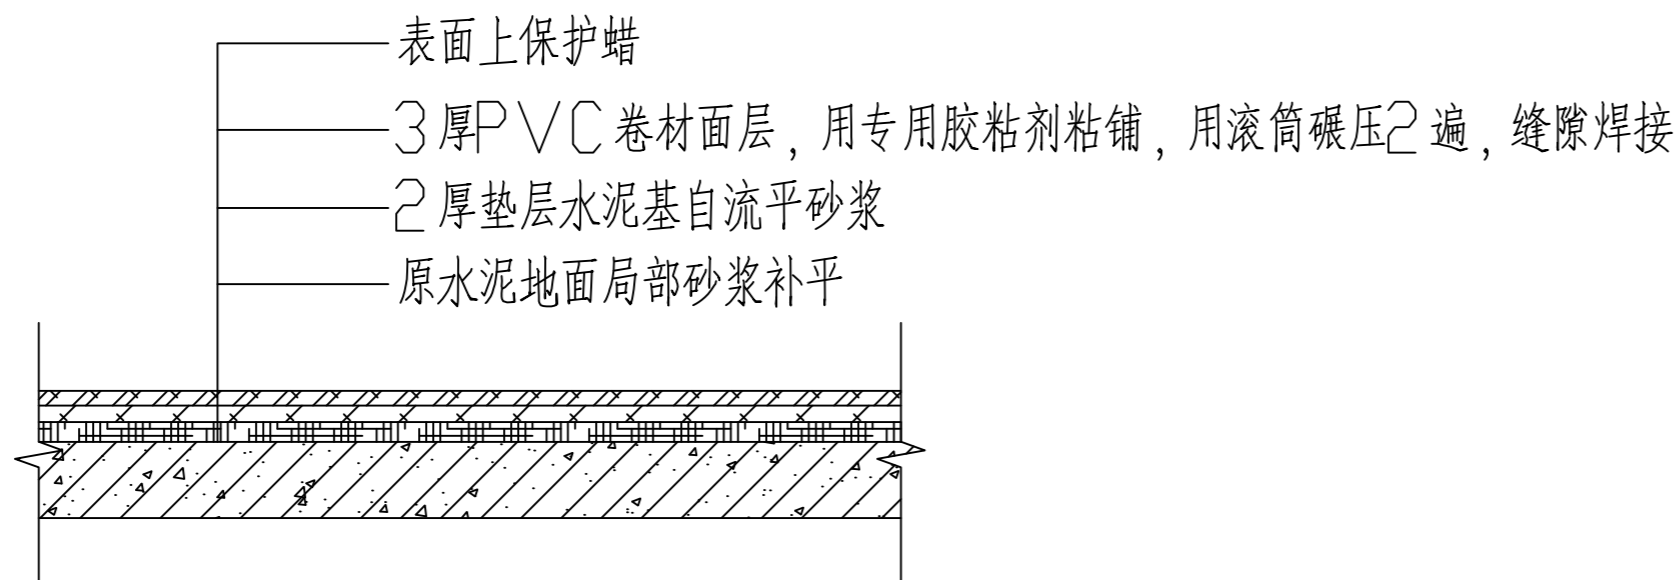 表面上保护蜡
3厚PVC卷材面层,用专用胶粘剂粘铺,用滚筒碾压2遍,缝隙焊接
2厚垫层水泥基自流平砂浆
原水泥地面局部砂浆补平